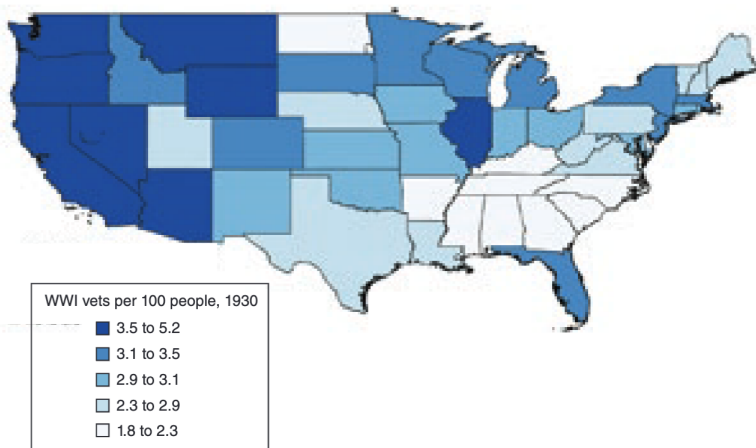 WWI vets per 100 people, 1930
3.5 to 5.2
3.1 to 3.5
2.9 to 3.1
2.3 to 2.9
1.8 to 2.3